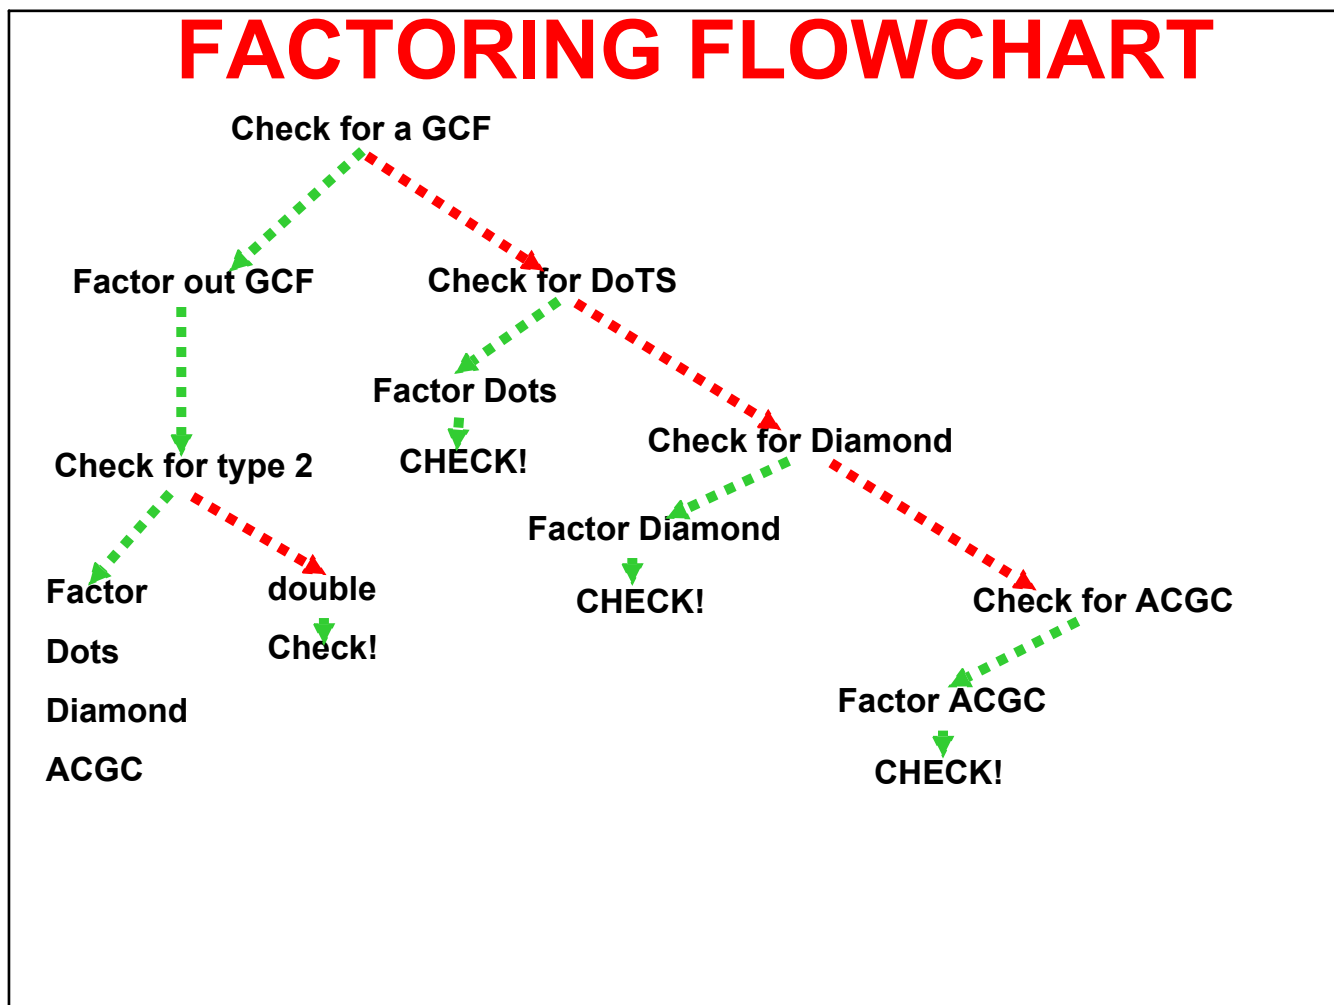 FACTORING FLOWCHART
Check for a GCF
Factor out GCF
Check for DoTS
Factor Dots
CHECK!
Check for Diamond
Check for type 2
Factor Diamond
CHECK!
Factor
Dots
Diamond
ACGC
double
Check!
Check for ACGC
Factor ACGC
CHECK!